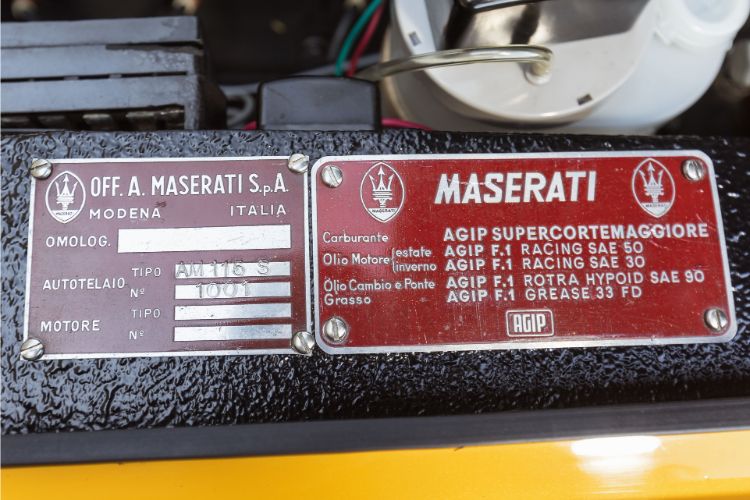 OFF. A. MASERATI S.p.A.
MODENA ITALIA
OMOLOG.
AUTOTELAIO TIPO AM 115 S
Nº 1001
MOTORE TIPO
Nº
MASERATI
Carburante AGIP SUPERCORTEMAGGIORE
Olio Motore estate AGIP F.1 RACING SAE 50
inverno AGIP F.1 RACING SAE 30
Olio Cambio e Ponte AGIP F.1 ROTRA HYPOID SAE 90
Grasso AGIP F.1 GREASE 33 FD
AGIP